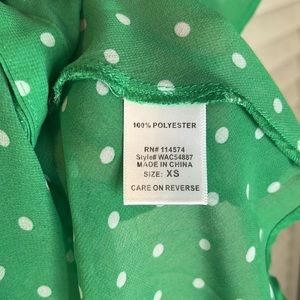 100% POLYESTER
RN# 114574
Style# WAC54887
MADE IN CHINA
SIZE: XS
CARE ON REVERSE